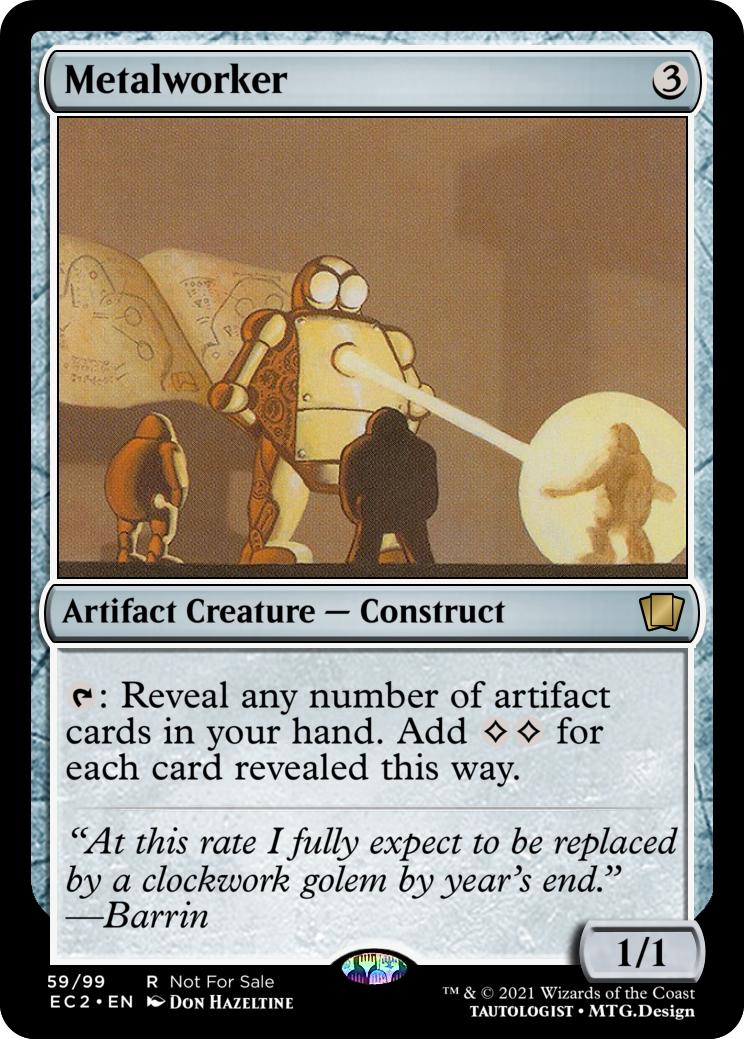 Metalworker 3
Artifact Creature — Construct
: Reveal any number of artifact
cards in your hand. Add for
each card revealed this way.
“At this rate I fully expect to be replaced
by a clockwork golem by year’s end.”
—Barrin
1/1
59/99 R Not For Sale
EC2 • EN Don Hazeltine
™ & © 2021 Wizards of the Coast
TAUTOLOGIST • MTG.Design